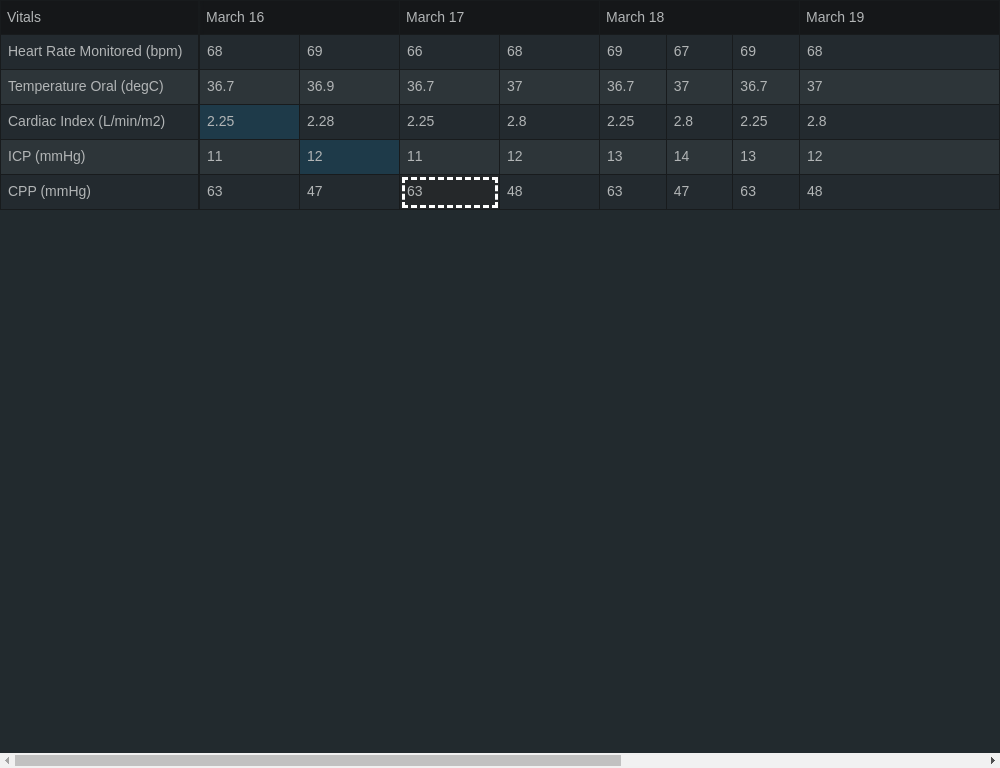 Vitals March 16 March 17 March 18 March 19
Heart Rate Monitored (bpm) 68 69 66 68 69 67 69 68
Temperature Oral (degC) 36.7 36.9 36.7 37 36.7 37 36.7 37
Cardiac Index (L/min/m2) 2.25 2.28 2.25 2.8 2.25 2.8 2.25 2.8
ICP (mmHg) 11 12 11 12 13 14 13 12
CPP (mmHg) 63 47 63 48 63 47 63 48